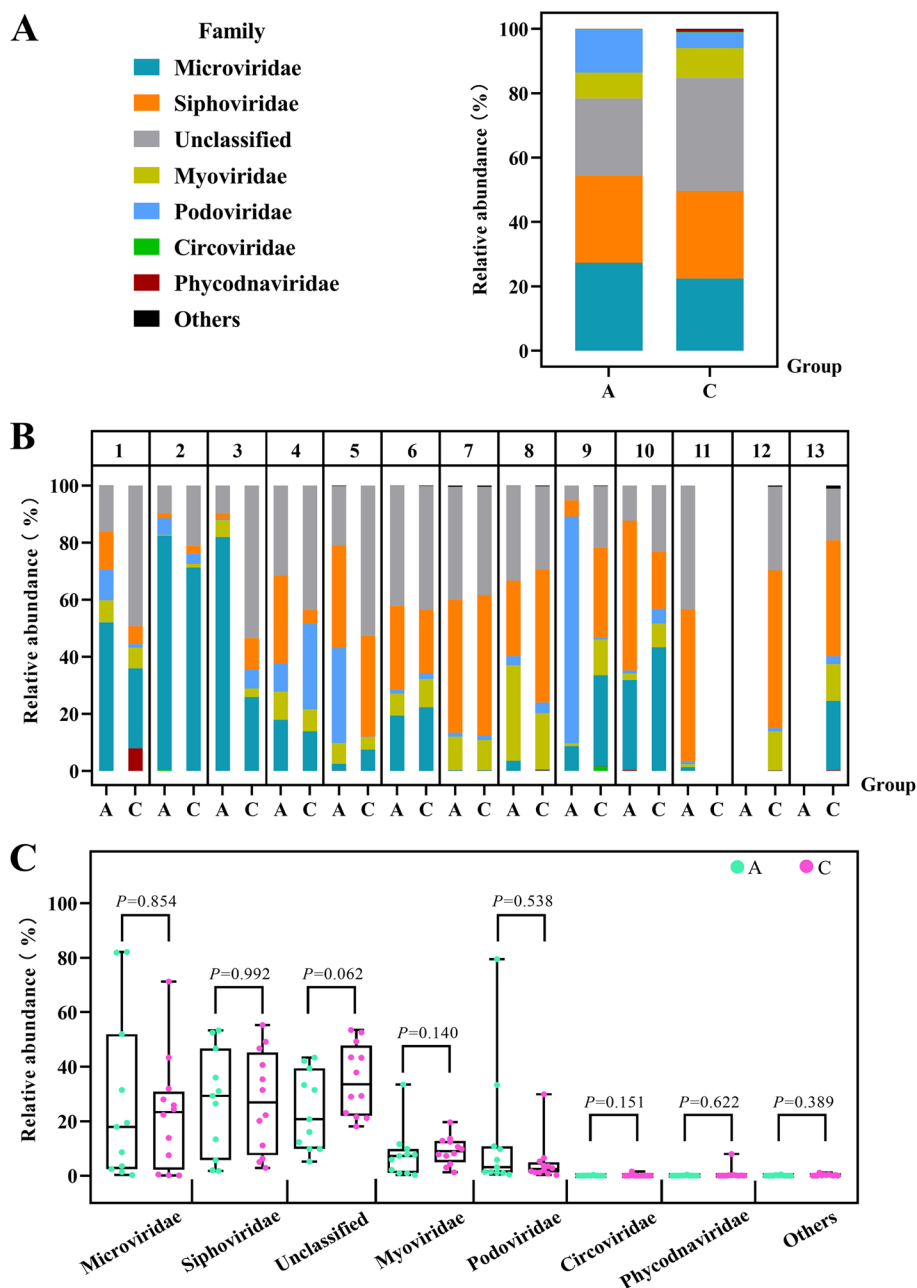 A
Family
Microviridae
Siphoviridae
Unclassified
Myoviridae
Podoviridae
Circoviridae
Phycodnaviridae
Others
Relative abundance (%)
100
80
60
40
20
0
A C
Group
B
1 2 3 4 5 6 7 8 9 10 11 12 13
Relative abundance ( %)
100
80
60
40
20
0
A C A C A C A C A C A C A C A C A C A C A C A C A C
Group
C
A C
Relative abundance ( %)
100
80
60
40
20
0
P=0.854
P=0.992
P=0.062
P=0.140
P=0.538
P=0.151
P=0.622
P=0.389
Microviridae
Siphoviridae
Unclassified
Myoviridae
Podoviridae
Circoviridae
Phycodnaviridae
Others